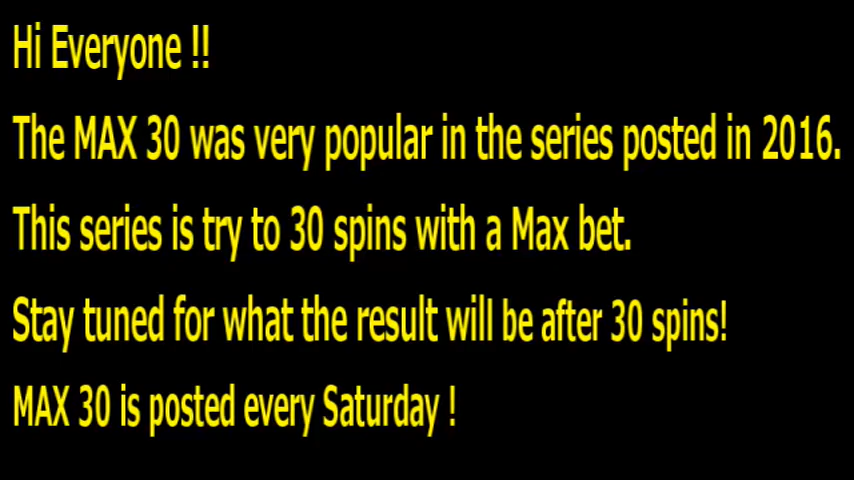 Hi Everyone !!
The MAX 30 was very popular in the series posted in 2016.
This series is try to 30 spins with a Max bet.
Stay tuned for what the result will be after 30 spins!
MAX 30 is posted every Saturday !